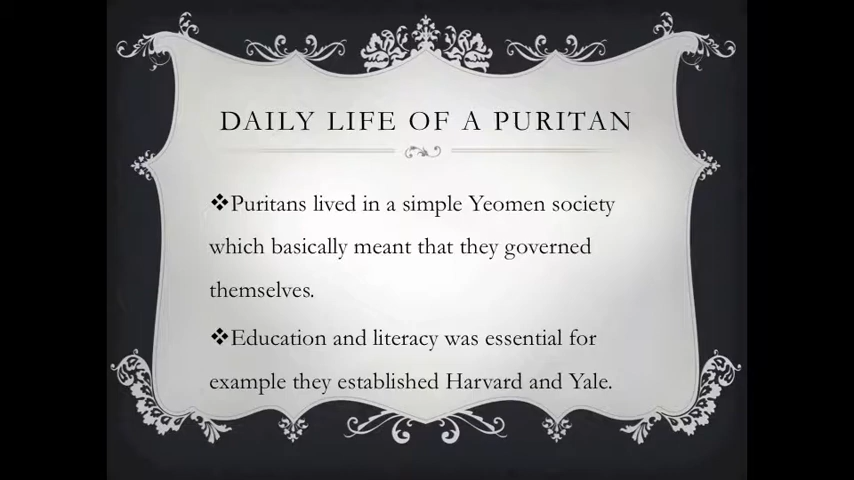 DAILY LIFE OF A PURITAN
❖Puritans lived in a simple Yeomen society
which basically meant that they governed
themselves.
❖Education and literacy was essential for
example they established Harvard and Yale.